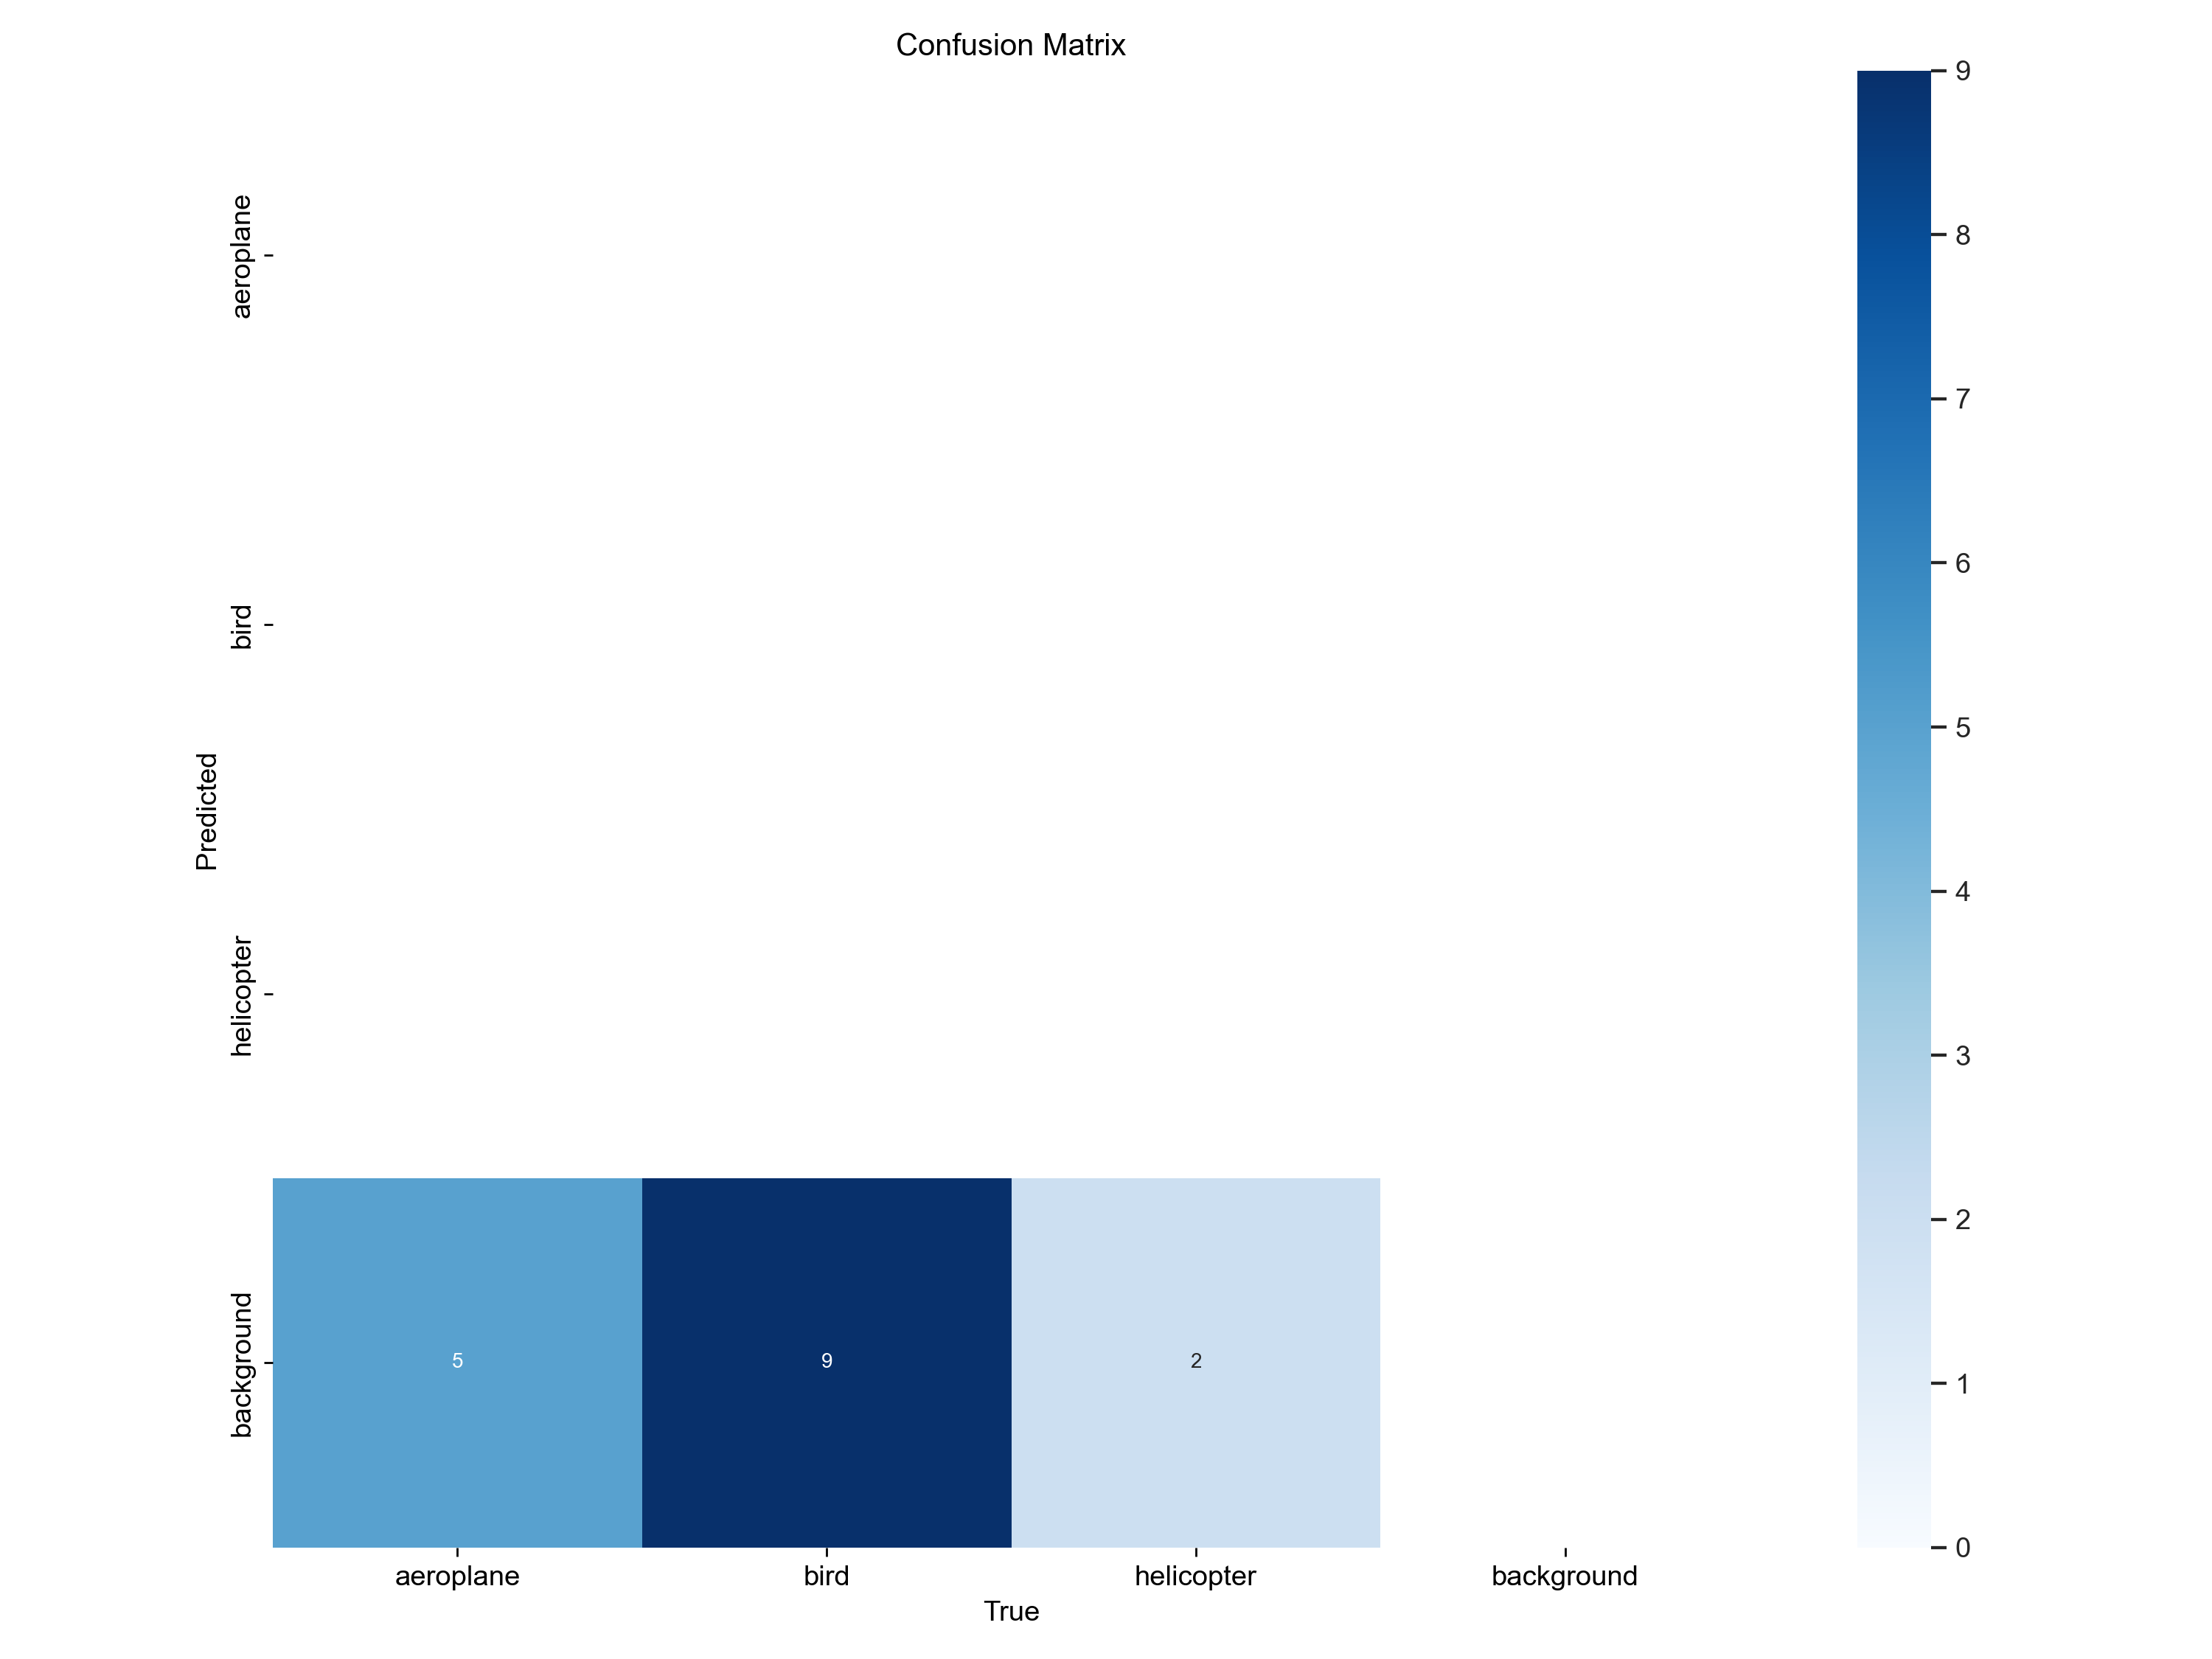 Confusion Matrix
aeroplane
bird
helicopter
background
Predicted
5
9
2
aeroplane
bird
helicopter
background
True
9
8
7
6
5
4
3
2
1
0